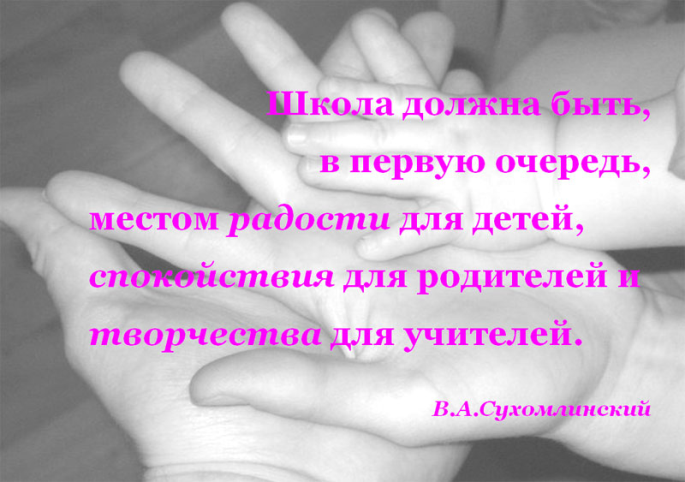 Школа должна быть,
в первую очередь,
местом радости для детей,
спокойствия для родителей и
творчества для учителей.
В.А.Сухомлинский